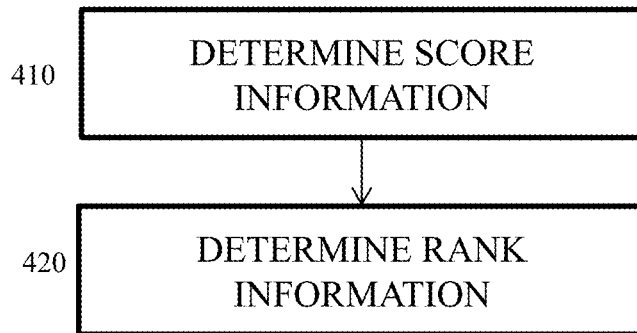 410
DETERMINE SCORE
INFORMATION
420
DETERMINE RANK
INFORMATION